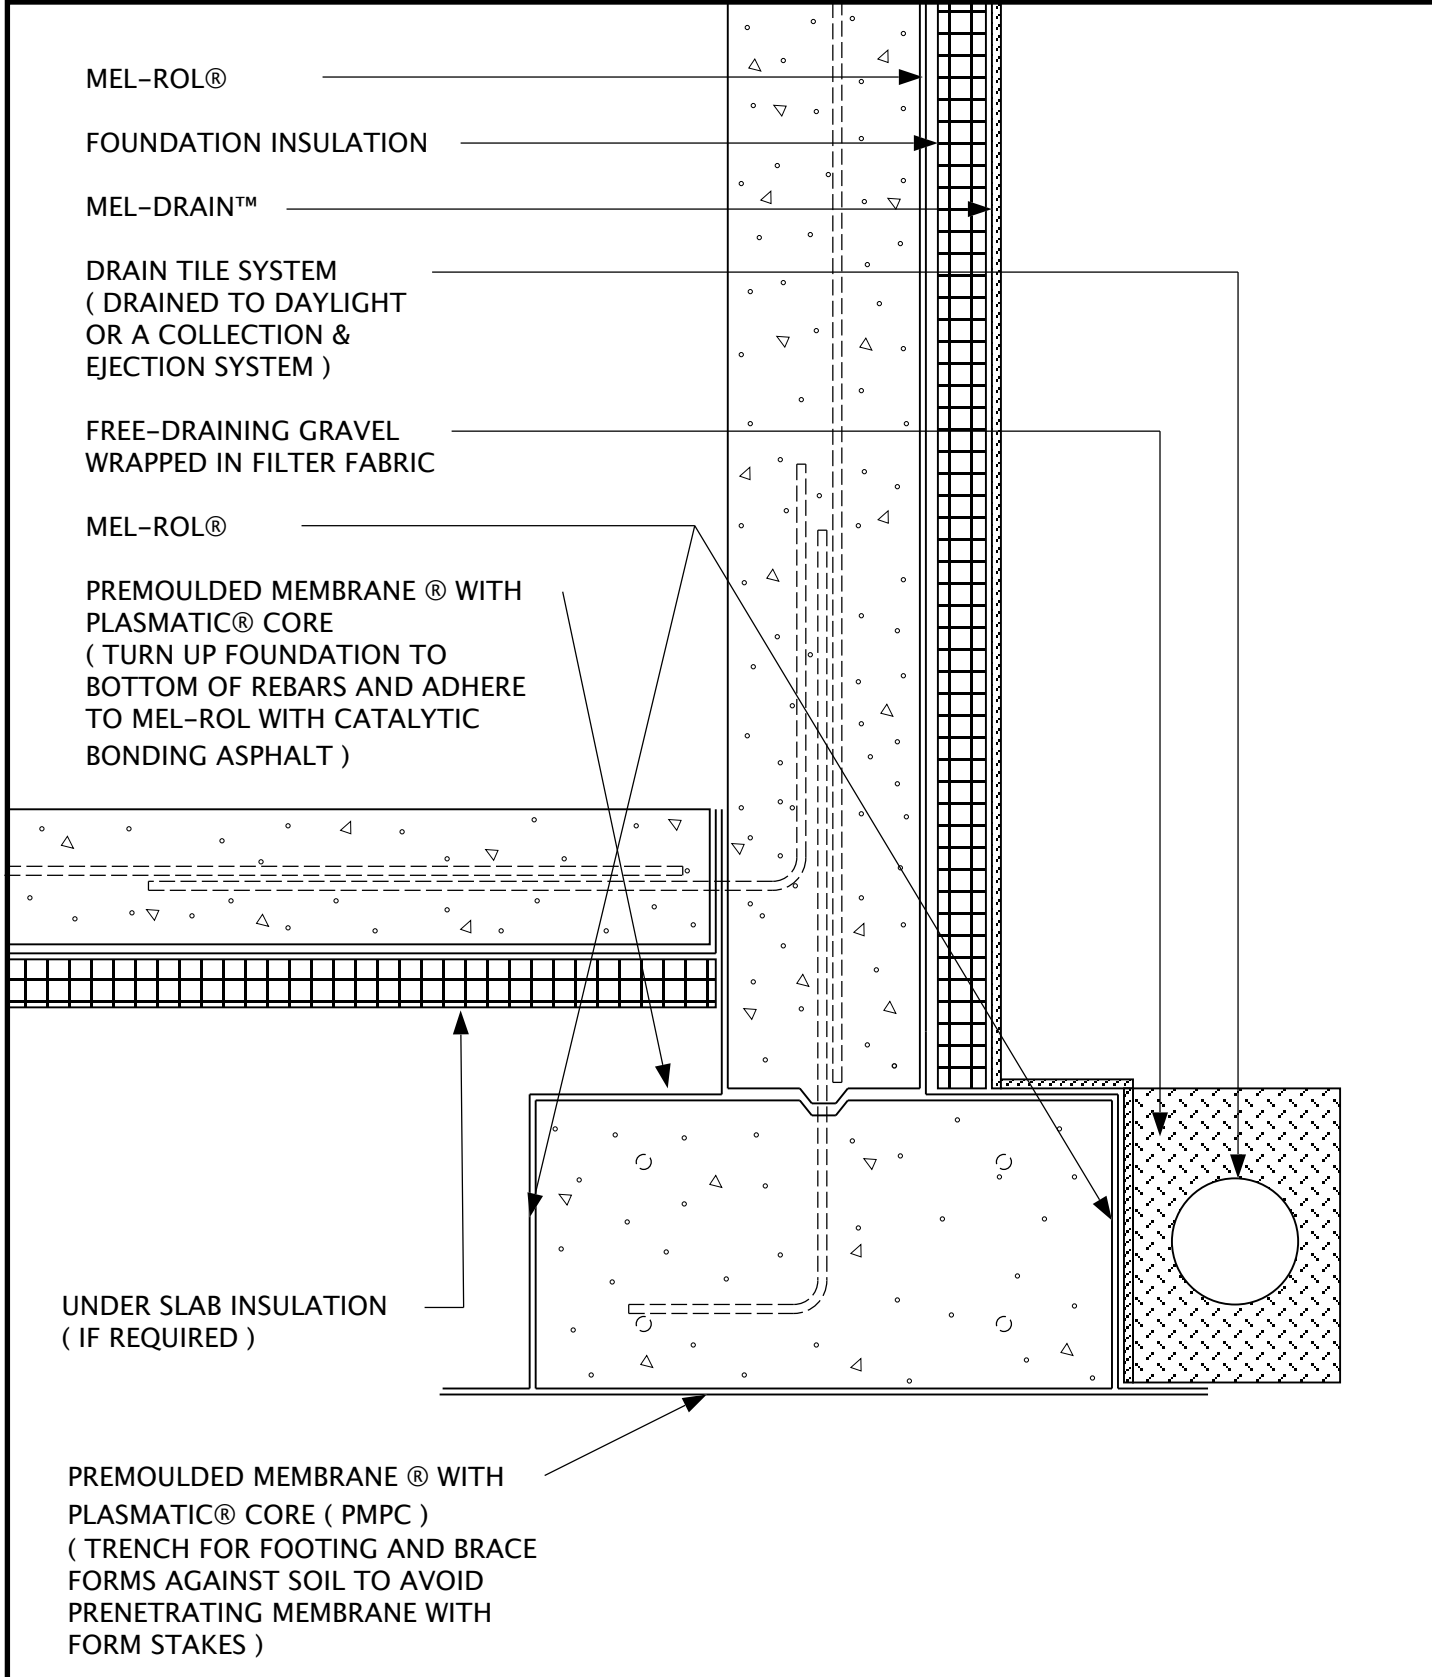 MEL-ROL®
FOUNDATION INSULATION
MEL-DRAIN™
DRAIN TILE SYSTEM
( DRAINED TO DAYLIGHT
OR A COLLECTION &
EJECTION SYSTEM )
FREE-DRAINING GRAVEL
WRAPPED IN FILTER FABRIC
MEL-ROL®
PREMOULDED MEMBRANE ® WITH
PLASMATIC® CORE
( TURN UP FOUNDATION TO
BOTTOM OF REBARS AND ADHERE
TO MEL-ROL WITH CATALYTIC
BONDING ASPHALT )
UNDER SLAB INSULATION
( IF REQUIRED )
PREMOULDED MEMBRANE ® WITH
PLASMATIC® CORE ( PMPC )
( TRENCH FOR FOOTING AND BRACE
FORMS AGAINST SOIL TO AVOID
PRENETRATING MEMBRANE WITH
FORM STAKES )